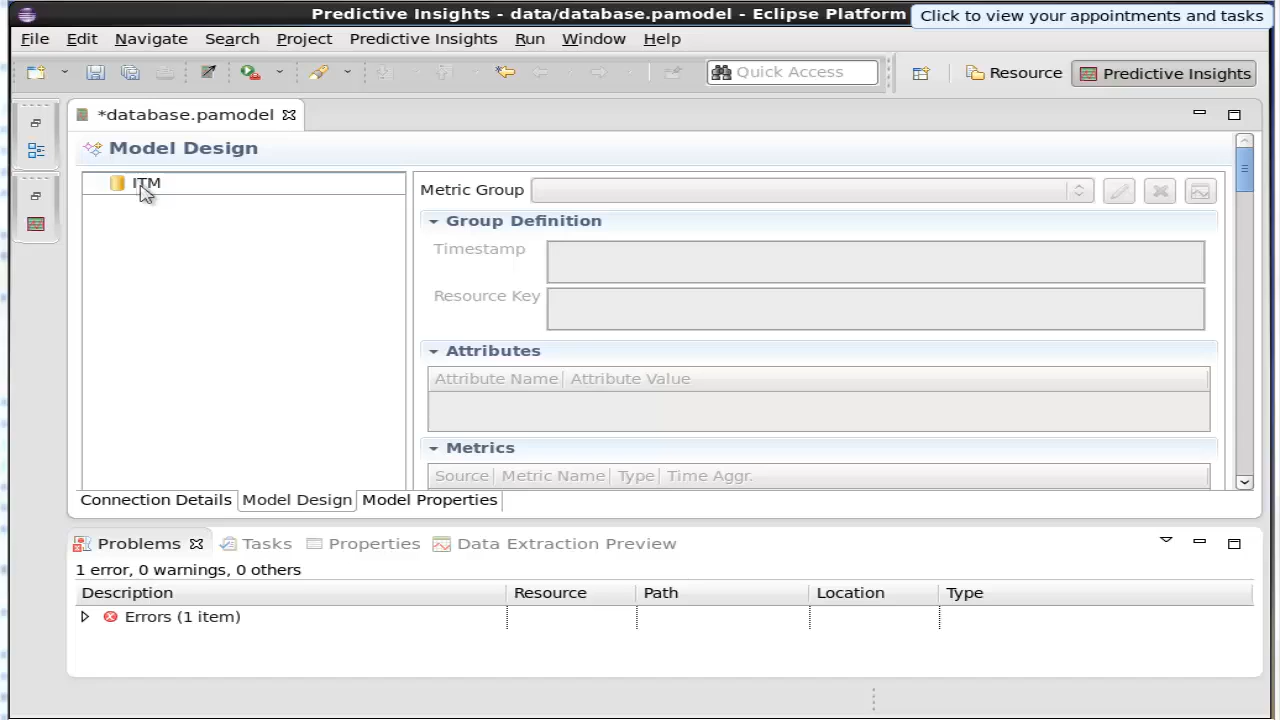 Predictive Insights - data/database.pamodel - Eclipse Platform
Click to view your appointments and tasks
File Edit Navigate Search Project Predictive Insights Run Window Help
Quick Access Resource Predictive Insights
*database.pamodel
Model Design
ITM
Metric Group
Group Definition
Timestamp
Resource Key
Attributes
Attribute Name Attribute Value
Metrics
Source Metric Name Type Time Aggr.
Connection Details Model Design Model Properties
Problems Tasks Properties Data Extraction Preview
1 error, 0 warnings, 0 others
Description Resource Path Location Type
Errors (1 item)